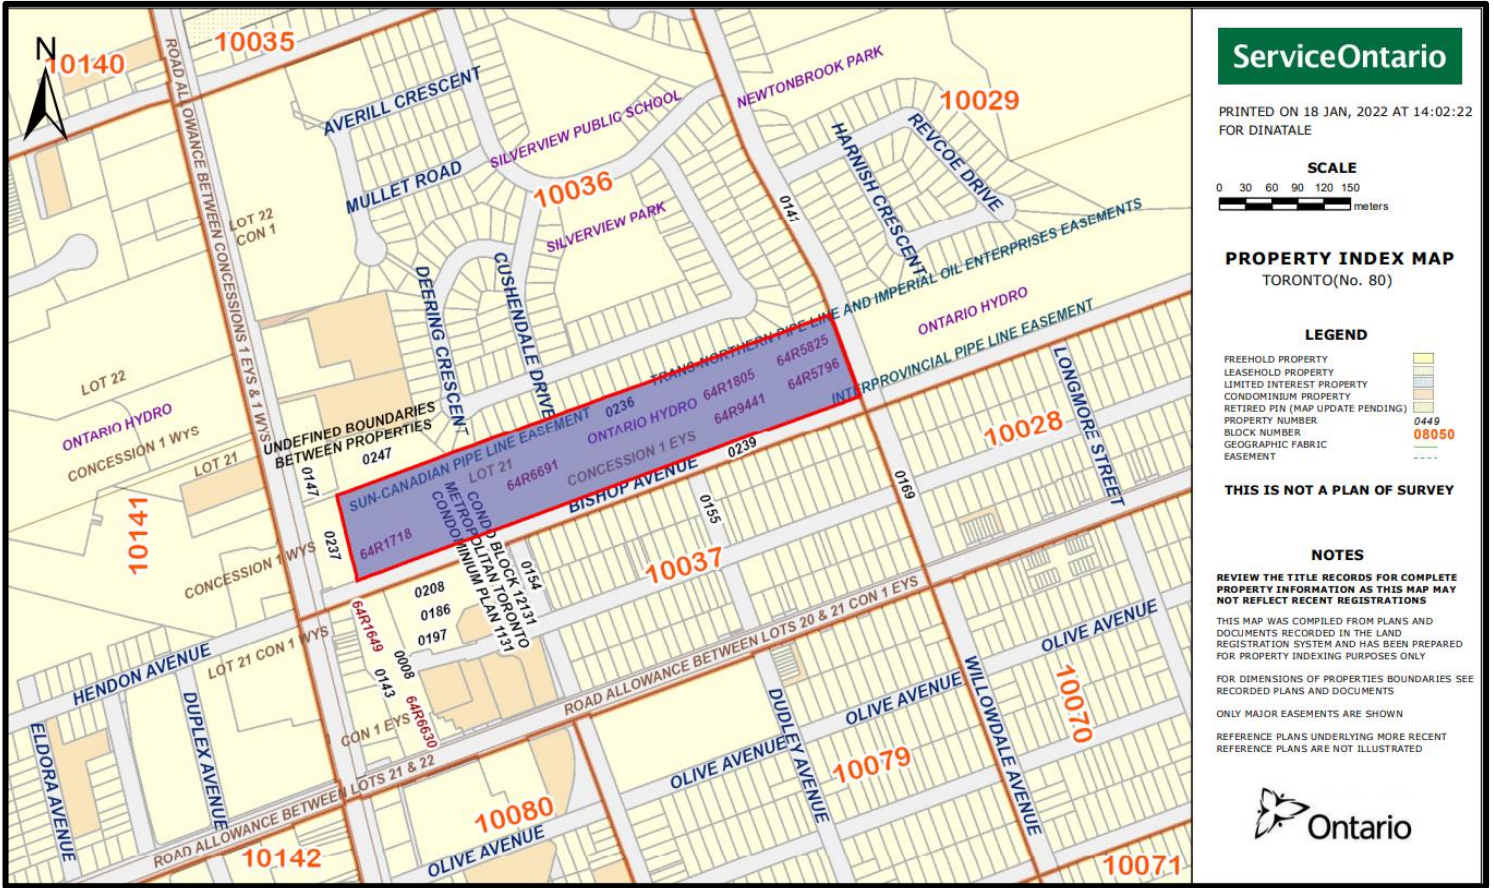 N
10140
10035
ROAD ALLOWANCE BETWEEN CONCESSIONS 1 EYS & 1 WYS
AVERILL CRESCENT
MULLET ROAD
SILVERVIEW PUBLIC SCHOOL
NEWTONBROOK PARK
10029
HARNISH CRESCENT
REVCOE DRIVE
10036
SILVERVIEW PARK
0141
LOT 22
CON 1
DEERING CRESCENT
CUSHENDALE DRIVE
TRANS-NORTHERN PIPE LINE AND IMPERIAL OIL ENTERPRISES EASEMENTS
ONTARIO HYDRO
INTERPROVINCIAL PIPE LINE EASEMENT
LOT 22
ONTARIO HYDRO
CONCESSION 1 WYS
LOT 21
UNDEFINED BOUNDARIES
BETWEEN PROPERTIES
0247
0147
SUN-CANADIAN PIPE LINE EASEMENT
0236
ONTARIO HYDRO
64R1805
64R5825
64R5796
64R9441
LOT 21
64R6691
CONCESSION 1 EYS
64R1718
BISHOP AVENUE
0239
0237
10141
CONCESSION 1 WYS
CONDO BLOCK 12131
METROPOLITAN TORONTO
CONDOMINIUM PLAN 1131
0154
0155
0169
10028
LONGMORE STREET
10037
0208
0186
0197
64R1649
0008
0143
64R6630
HENDON AVENUE
LOT 21 CON 1 WYS
DUPLEX AVENUE
ELDORA AVENUE
CON 1 EYS
ROAD ALLOWANCE BETWEEN LOTS 20 & 21 CON 1 EYS
ROAD ALLOWANCE BETWEEN LOTS 21 & 22
OLIVE AVENUE
OLIVE AVENUE
OLIVE AVENUE
OLIVE AVENUE
DUDLEY AVENUE
WILLOWDALE AVENUE
10070
10079
10080
10142
10071
ServiceOntario
PRINTED ON 18 JAN, 2022 AT 14:02:22
FOR DINATALE
SCALE
0 30 60 90 120 150
meters
PROPERTY INDEX MAP
TORONTO(No. 80)
LEGEND
FREEHOLD PROPERTY
LEASEHOLD PROPERTY
LIMITED INTEREST PROPERTY
CONDOMINIUM PROPERTY
RETIRED PIN (MAP UPDATE PENDING)
PROPERTY NUMBER 0449
BLOCK NUMBER 08050
GEOGRAPHIC FABRIC
EASEMENT
THIS IS NOT A PLAN OF SURVEY
NOTES
REVIEW THE TITLE RECORDS FOR COMPLETE
PROPERTY INFORMATION AS THIS MAP MAY
NOT REFLECT RECENT REGISTRATIONS
THIS MAP WAS COMPILED FROM PLANS AND
DOCUMENTS RECORDED IN THE LAND
REGISTRATION SYSTEM AND HAS BEEN PREPARED
FOR PROPERTY INDEXING PURPOSES ONLY
FOR DIMENSIONS OF PROPERTIES BOUNDARIES SEE
RECORDED PLANS AND DOCUMENTS
ONLY MAJOR EASEMENTS ARE SHOWN
REFERENCE PLANS UNDERLYING MORE RECENT
REFERENCE PLANS ARE NOT ILLUSTRATED
Ontario